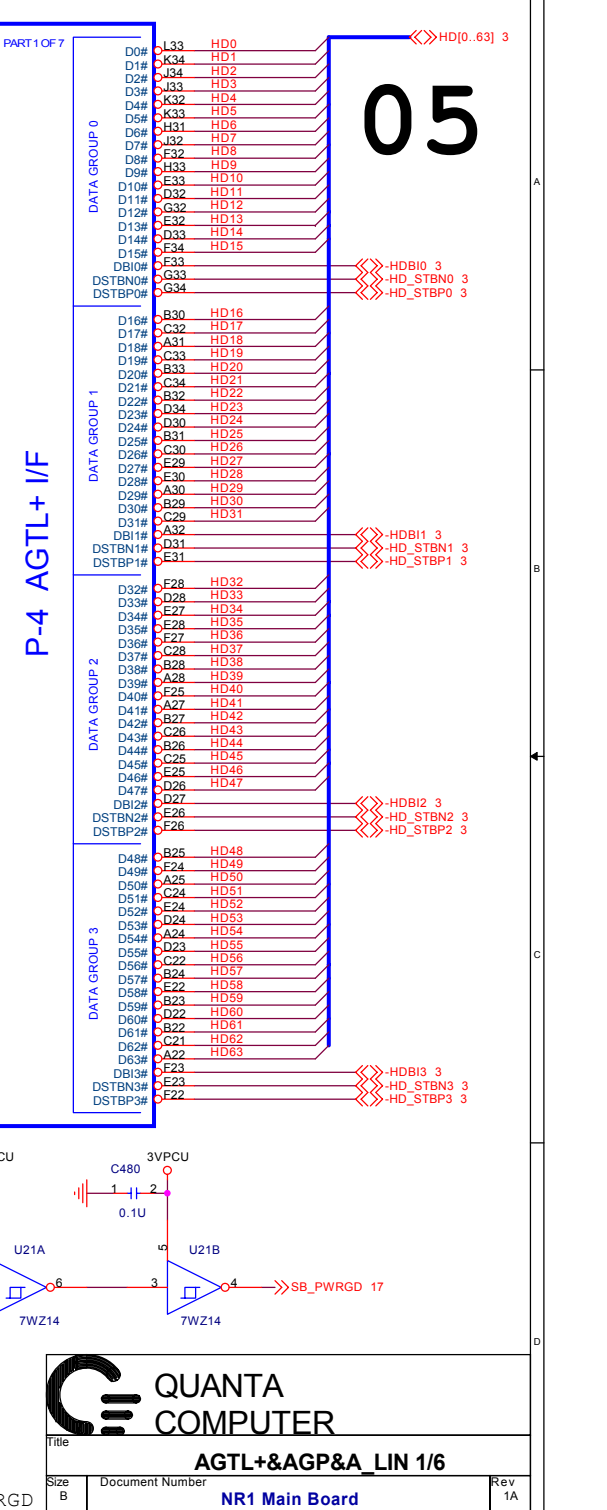 PART 1 OF 7
HD[0..63] 3
05
P-4 AGTL+ I/F
DATA GROUP 0
D0# L33 HD0
D1# K34 HD1
D2# J34 HD2
D3# J33 HD3
D4# K32 HD4
D5# K33 HD5
D6# H31 HD6
D7# J32 HD7
D8# F32 HD8
D9# H33 HD9
D10# E33 HD10
D11# D32 HD11
D12# G32 HD12
D13# E32 HD13
D14# D33 HD14
D15# F34 HD15
DBI0# F33 -HDBI0 3
DSTBN0# G33 -HD_STBN0 3
DSTBP0# G34 -HD_STBP0 3
DATA GROUP 1
D16# B30 HD16
D17# C32 HD17
D18# A31 HD18
D19# C33 HD19
D20# B33 HD20
D21# C34 HD21
D22# B32 HD22
D23# D34 HD23
D24# D30 HD24
D25# B31 HD25
D26# C30 HD26
D27# E29 HD27
D28# E30 HD28
D29# A30 HD29
D30# B29 HD30
D31# C29 HD31
DBI1# A32 -HDBI1 3
DSTBN1# D31 -HD_STBN1 3
DSTBP1# E31 -HD_STBP1 3
DATA GROUP 2
D32# F28 HD32
D33# D28 HD33
D34# E27 HD34
D35# E28 HD35
D36# F27 HD36
D37# C28 HD37
D38# B28 HD38
D39# A28 HD39
D40# F25 HD40
D41# A27 HD41
D42# B27 HD42
D43# C26 HD43
D44# B26 HD44
D45# C25 HD45
D46# E25 HD46
D47# D26 HD47
DBI2# D27 -HDBI2 3
DSTBN2# E26 -HD_STBN2 3
DSTBP2# F26 -HD_STBP2 3
DATA GROUP 3
D48# B25 HD48
D49# F24 HD49
D50# A25 HD50
D51# C24 HD51
D52# E24 HD52
D53# D24 HD53
D54# A24 HD54
D55# D23 HD55
D56# C22 HD56
D57# B24 HD57
D58# E22 HD58
D59# B23 HD59
D60# D22 HD60
D61# B22 HD61
D62# C21 HD62
D63# A22 HD63
DBI3# F23 -HDBI3 3
DSTBN3# E23 -HD_STBN3 3
DSTBP3# F22 -HD_STBP3 3
A
B
C
D
CU
3VPCU
C480
1 2
0.1U
U21A
6
7WZ14
5
U21B
3 4
7WZ14
SB_PWRGD 17
QUANTA
COMPUTER
Title
AGTL+&AGP&A_LIN 1/6
Size
B
Document Number
NR1 Main Board
Rev
1A
RGD